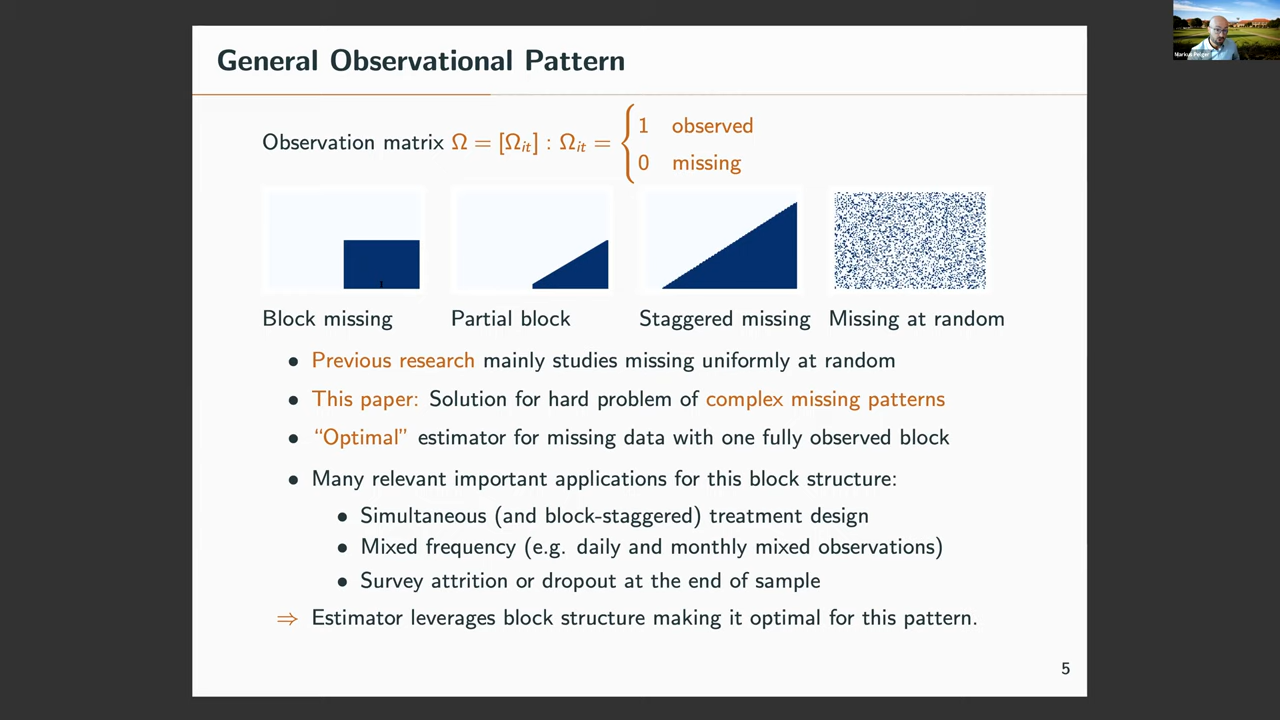 General Observational Pattern
Observation matrix Ω = [Ω_it] : Ω_it = { 1 observed
0 missing
Block missing Partial block Staggered missing Missing at random
• Previous research mainly studies missing uniformly at random
• This paper: Solution for hard problem of complex missing patterns
• “Optimal” estimator for missing data with one fully observed block
• Many relevant important applications for this block structure:
• Simultaneous (and block-staggered) treatment design
• Mixed frequency (e.g. daily and monthly mixed observations)
• Survey attrition or dropout at the end of sample
⇒ Estimator leverages block structure making it optimal for this pattern.
5